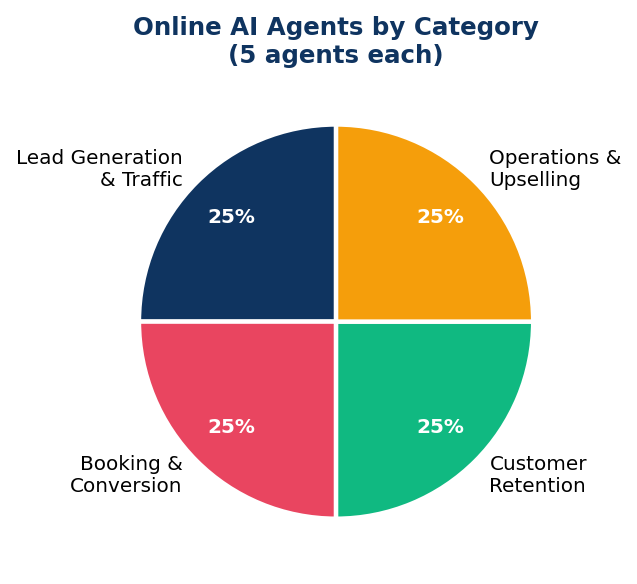 Online AI Agents by Category
(5 agents each)
Lead Generation
& Traffic
Operations &
Upselling
25%
25%
25%
25%
Booking &
Conversion
Customer
Retention